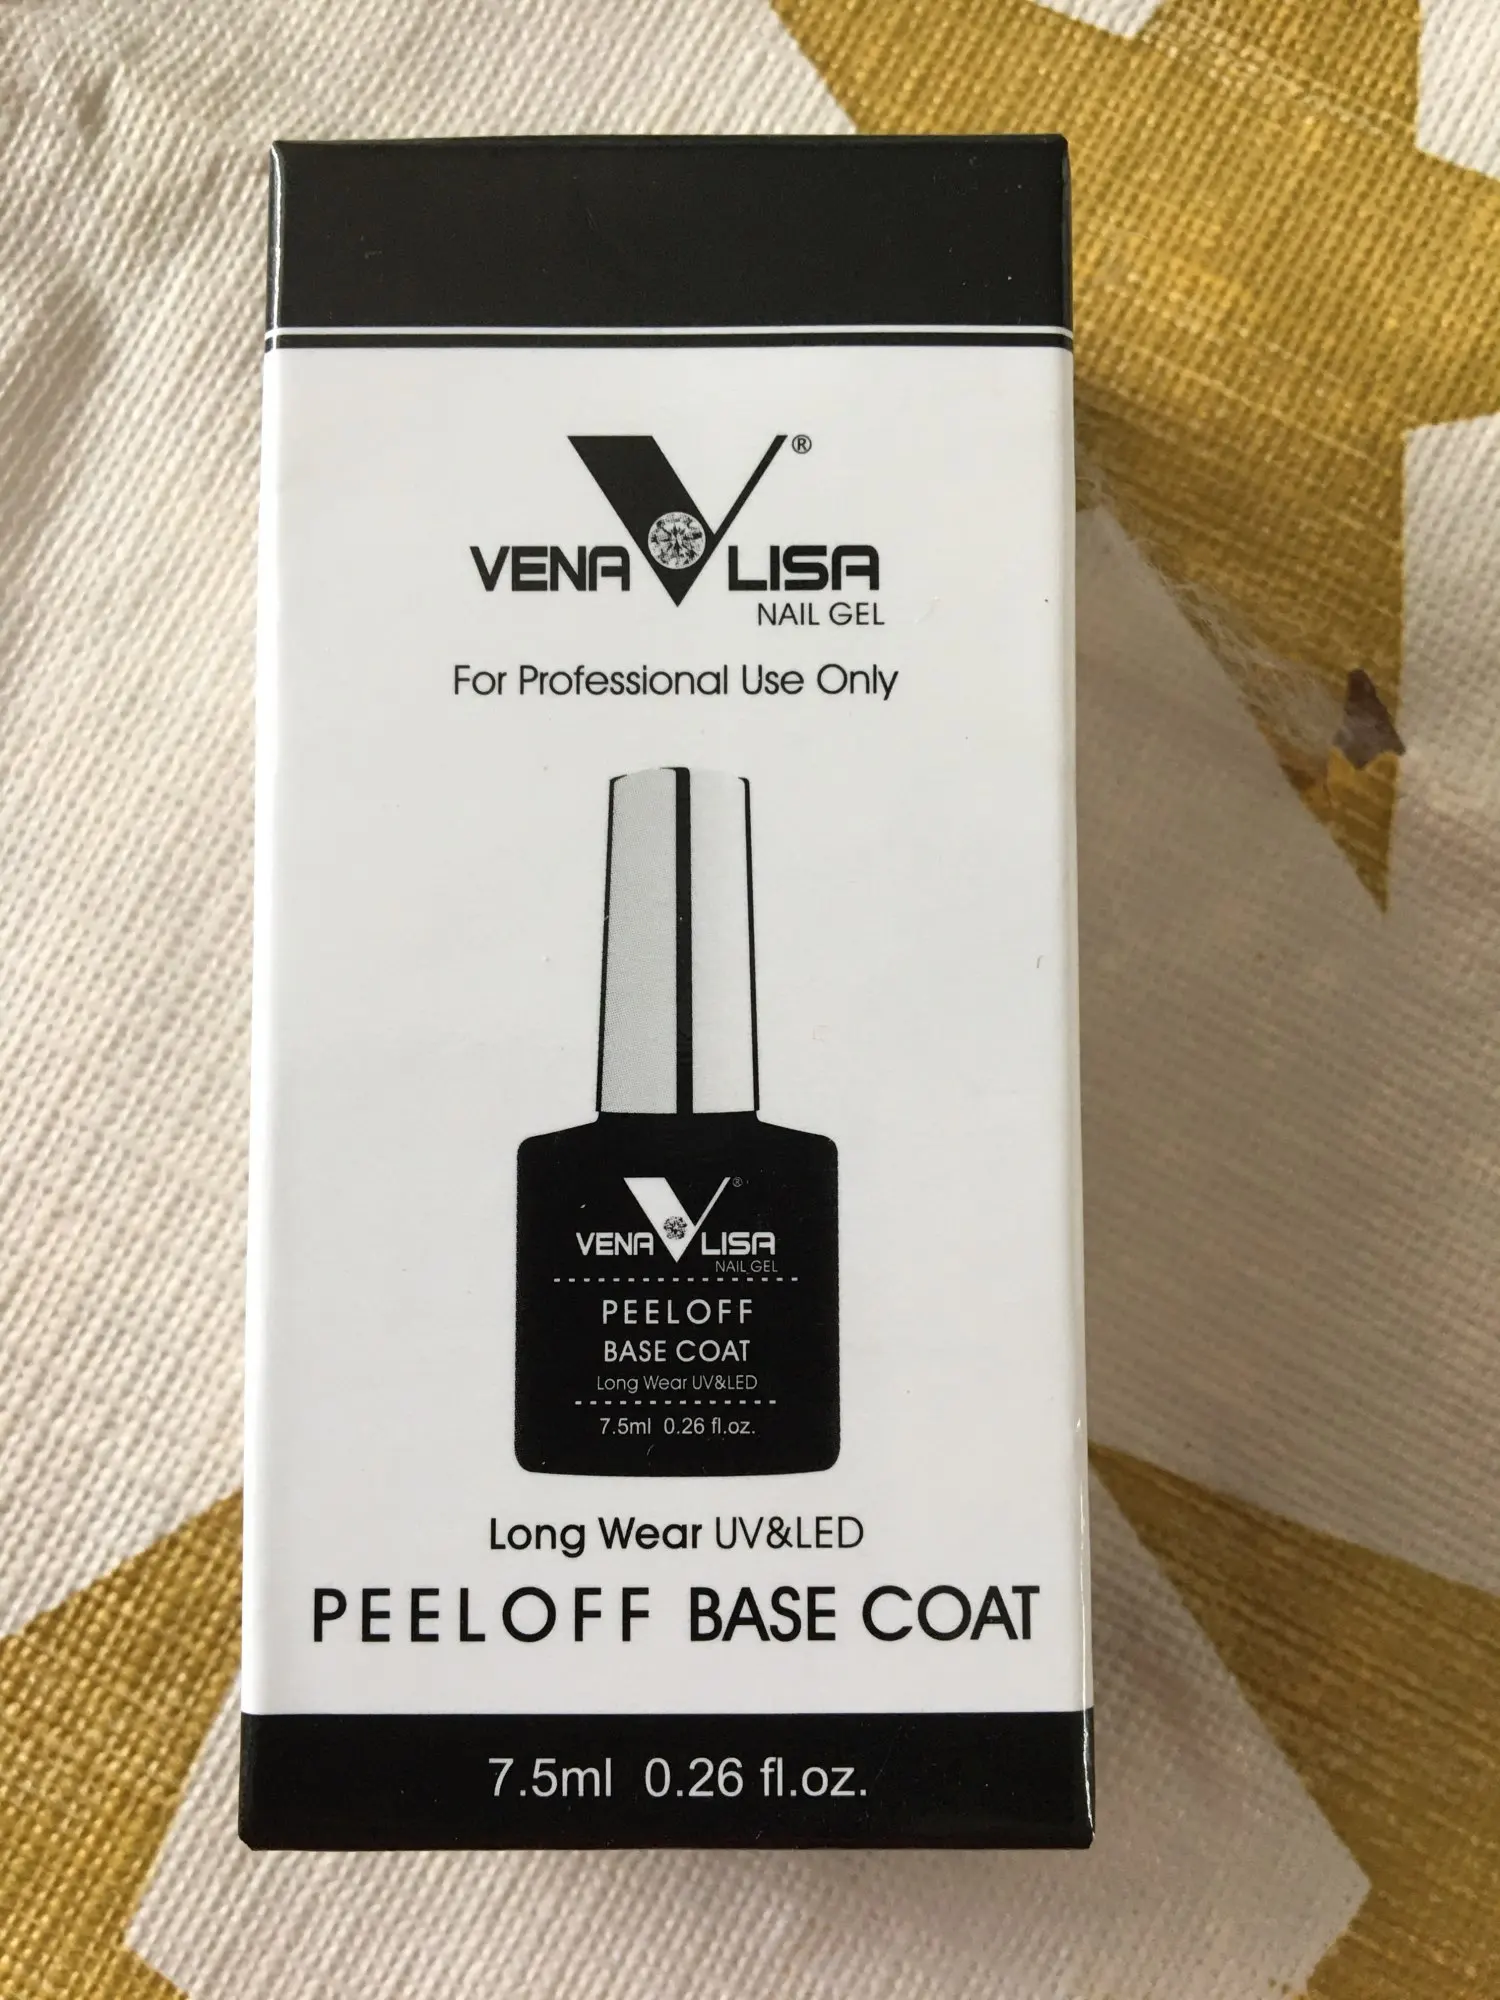 ®
VENA LISA
NAIL GEL
For Professional Use Only
®
VENA LISA
NAIL GEL
PEELOFF
BASE COAT
Long Wear UV&LED
7.5ml 0.26 fl.oz.
Long Wear UV&LED
PEELOFF BASE COAT
7.5ml 0.26 fl.oz.